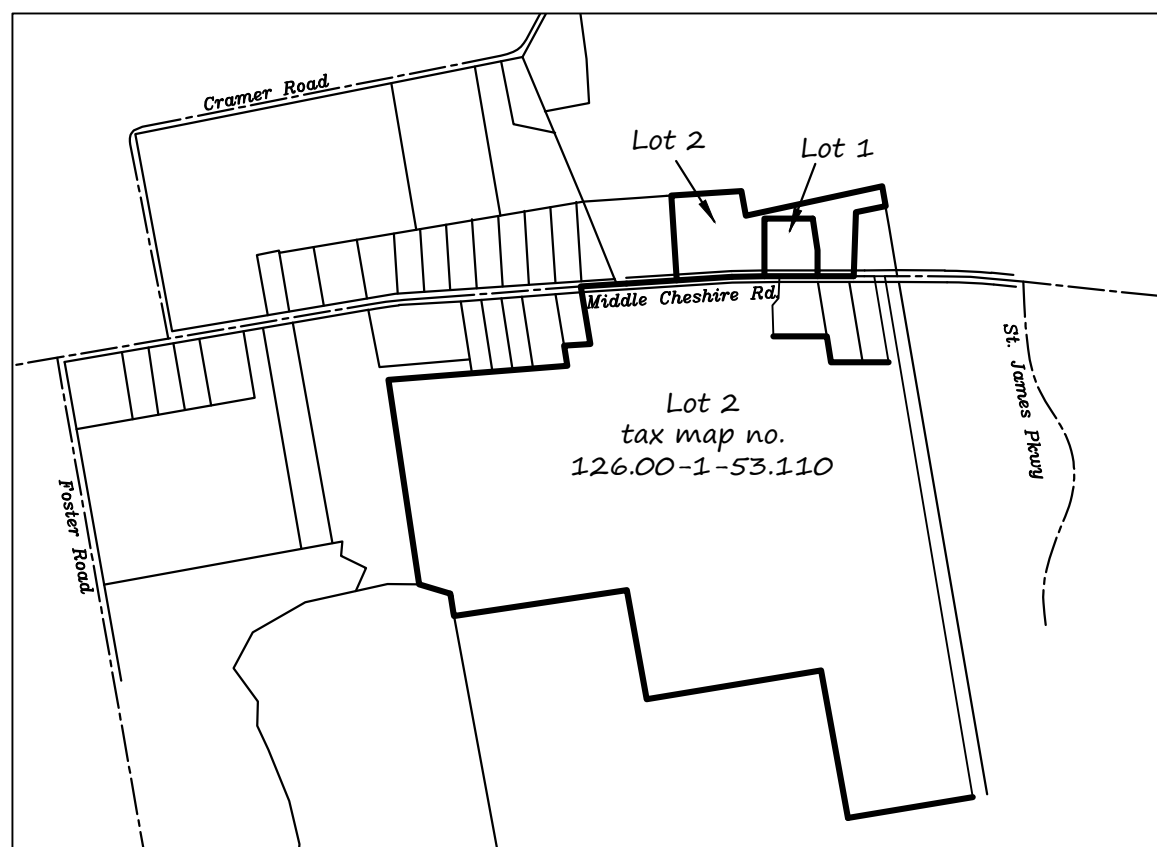 Cramer Road
Lot 2
Lot 1
Middle Cheshire Rd.
St. James Pkwy
Lot 2
tax map no.
126.00-1-53.110
Foster Road